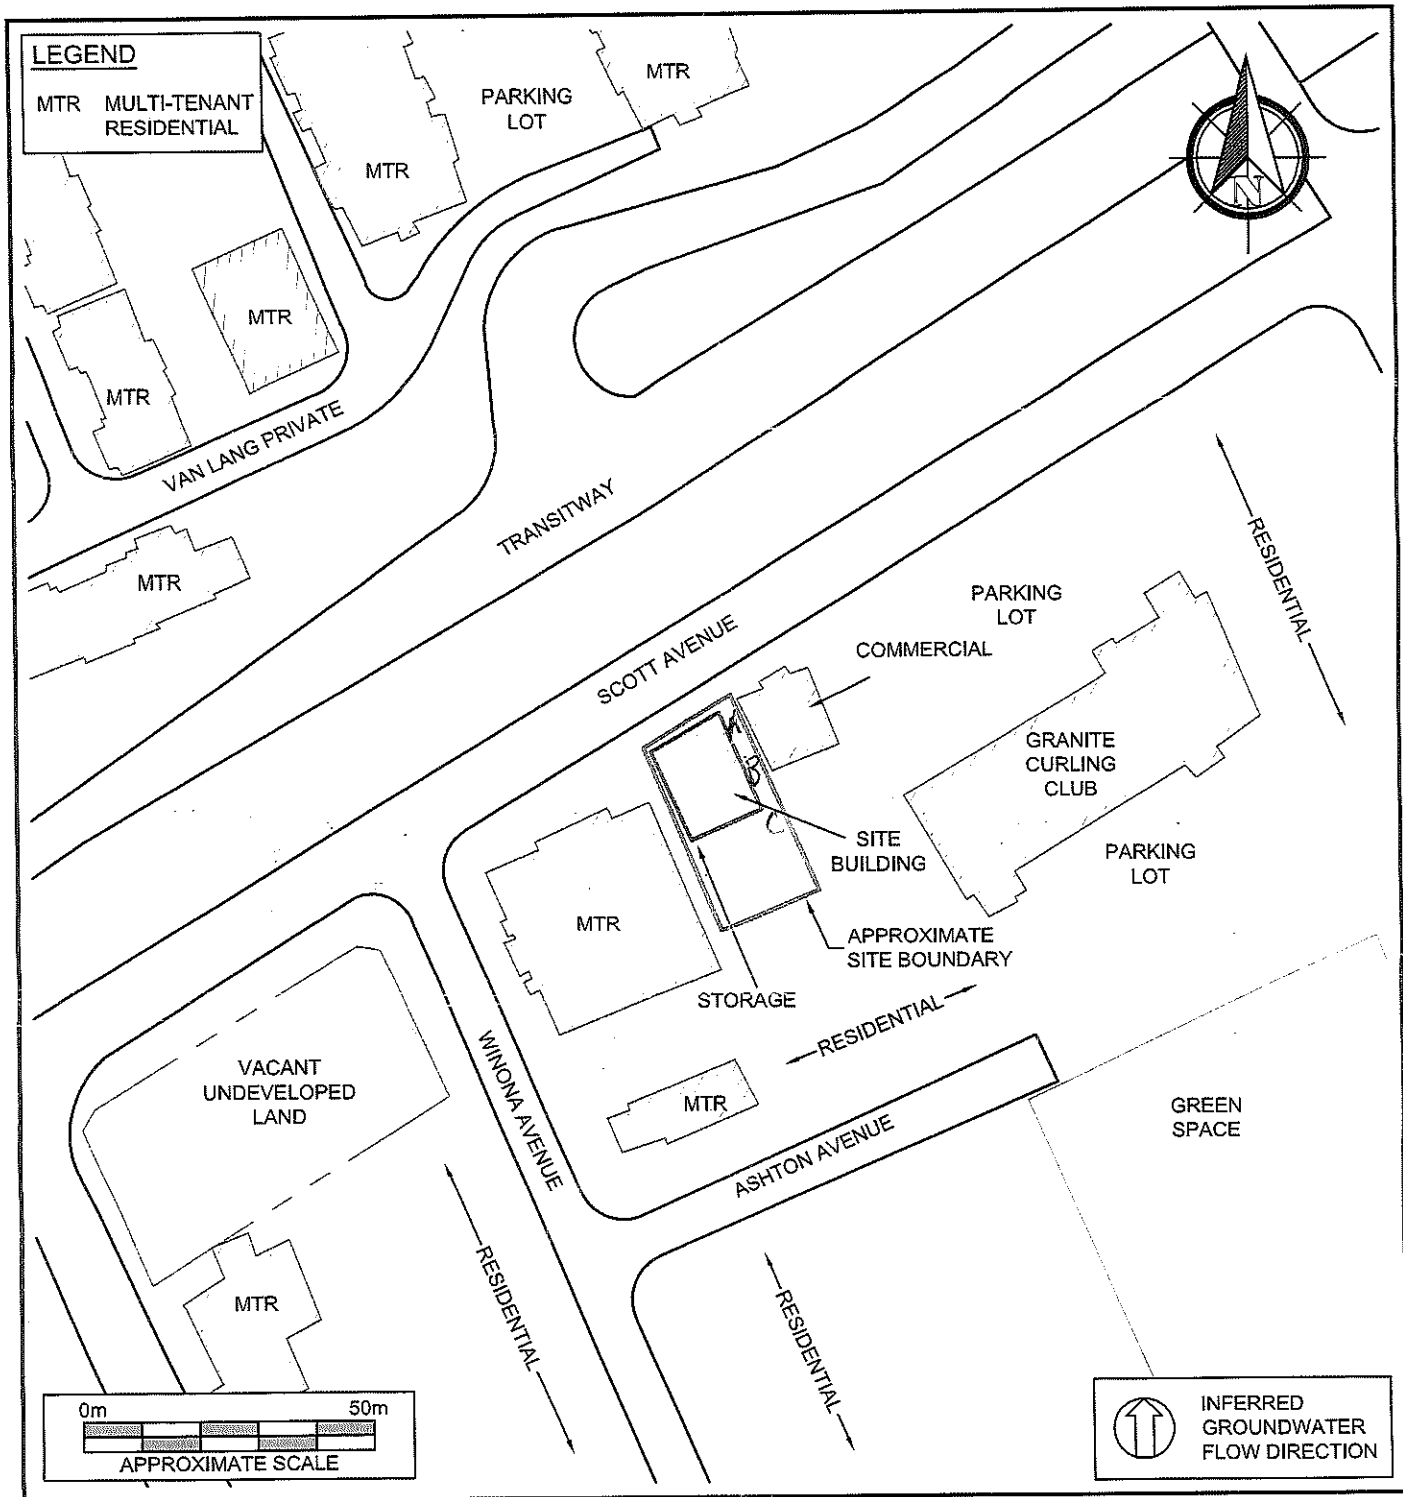 LEGEND
MTR MULTI-TENANT
RESIDENTIAL
MTR
PARKING
LOT
MTR
N
MTR
MTR
VAN LANG PRIVATE
TRANSITWAY
MTR
RESIDENTIAL
PARKING
LOT
SCOTT AVENUE
COMMERCIAL
A
B
C
GRANITE
CURLING
CLUB
SITE
BUILDING
PARKING
LOT
MTR
APPROXIMATE
SITE BOUNDARY
STORAGE
RESIDENTIAL
VACANT
UNDEVELOPED
LAND
WINONA AVENUE
MTR
ASHTON AVENUE
GREEN
SPACE
RESIDENTIAL
RESIDENTIAL
MTR
0m 50m
APPROXIMATE SCALE
INFERRED
GROUNDWATER
FLOW DIRECTION